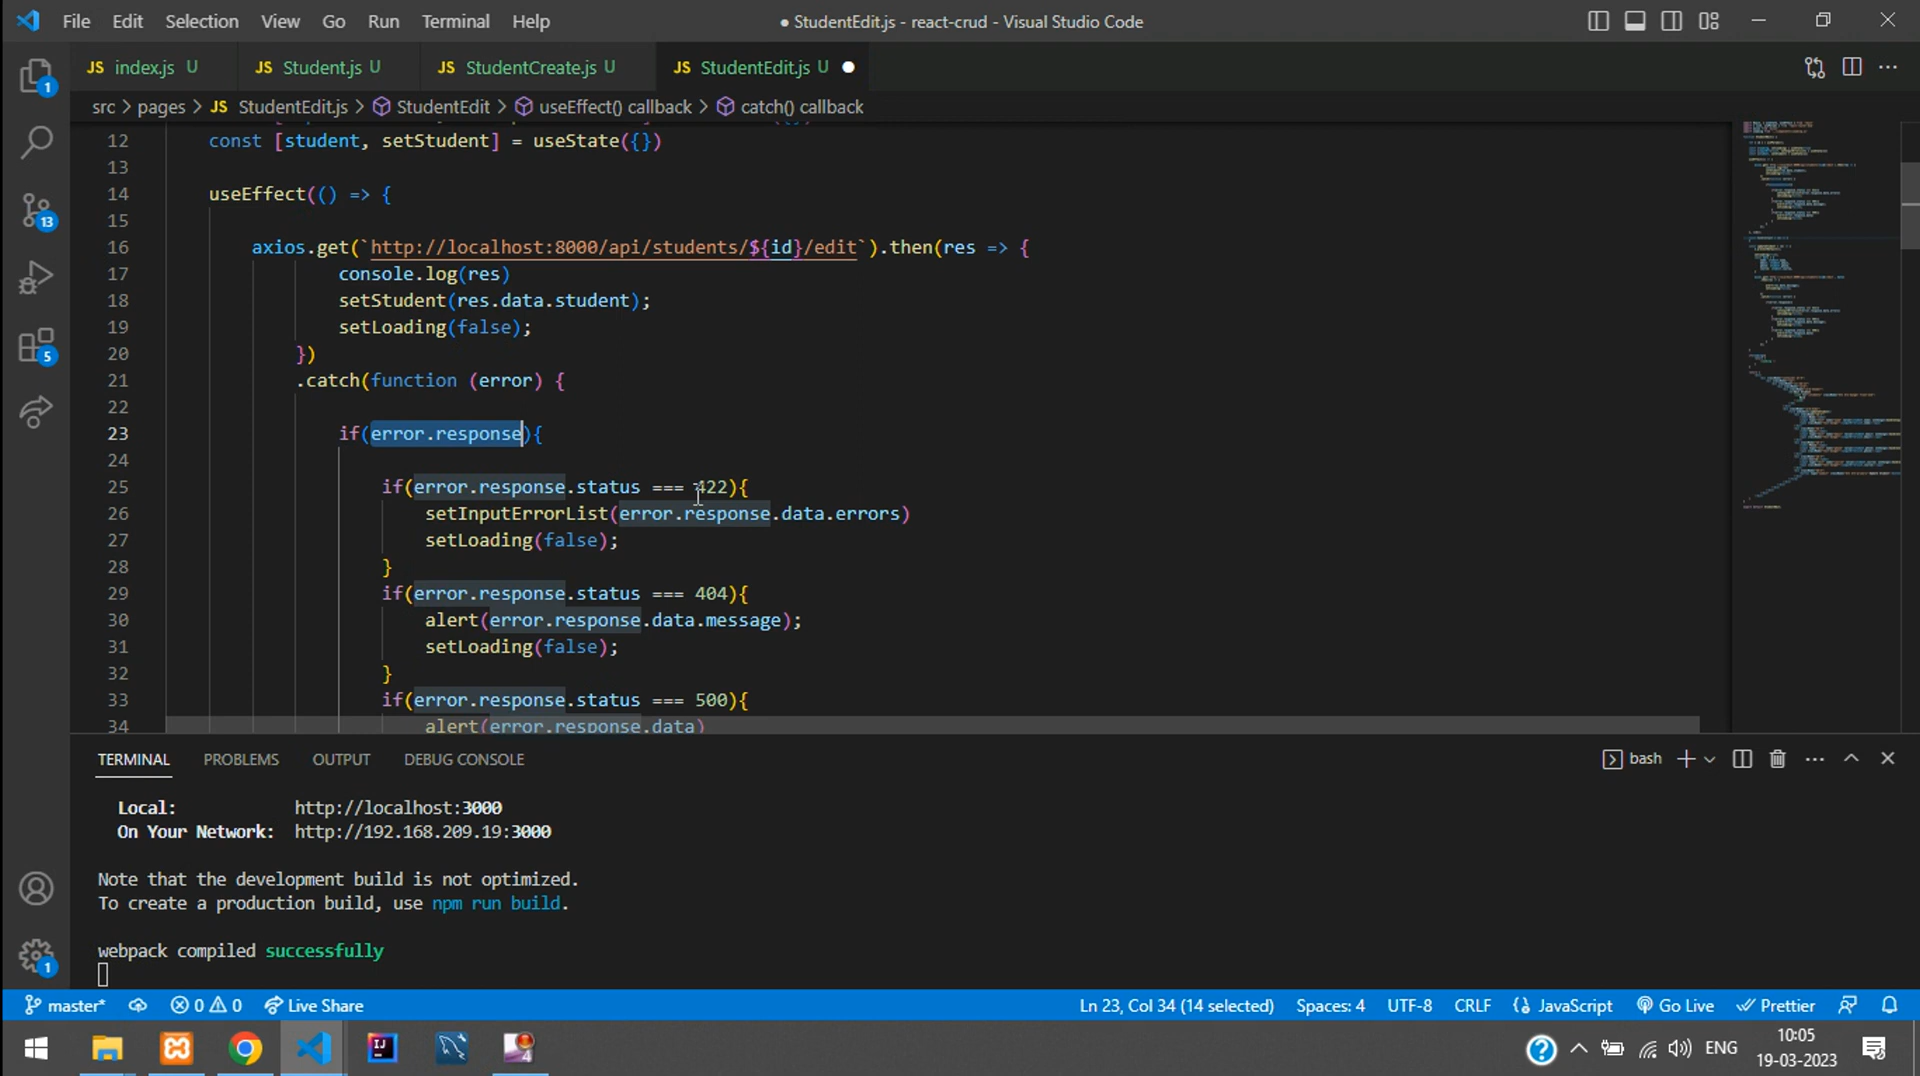 File Edit Selection View Go Run Terminal Help
● StudentEdit.js - react-crud - Visual Studio Code
JS index.js U
JS Student.js U
JS StudentCreate.js U
JS StudentEdit.js U ●
src > pages > JS StudentEdit.js > StudentEdit > useEffect() callback > catch() callback
12 const [student, setStudent] = useState({})
13
14 useEffect(() => {
15
16 axios.get(`http://localhost:8000/api/students/${id}/edit`).then(res => {
17 console.log(res)
18 setStudent(res.data.student);
19 setLoading(false);
20 })
21 .catch(function (error) {
22
23 if(error.response){
24
25 if(error.response.status === 422){
26 setInputErrorList(error.response.data.errors)
27 setLoading(false);
28 }
29 if(error.response.status === 404){
30 alert(error.response.data.message);
31 setLoading(false);
32 }
33 if(error.response.status === 500){
34 alert(error.response.data)
1
13
5
1
TERMINAL PROBLEMS OUTPUT DEBUG CONSOLE
bash
Local: http://localhost:3000
On Your Network: http://192.168.209.19:3000
Note that the development build is not optimized.
To create a production build, use npm run build.
webpack compiled successfully
master* 0 0 Live Share
Ln 23, Col 34 (14 selected) Spaces: 4 UTF-8 CRLF {} JavaScript Go Live Prettier
IJ
4
? ENG
10:05
19-03-2023